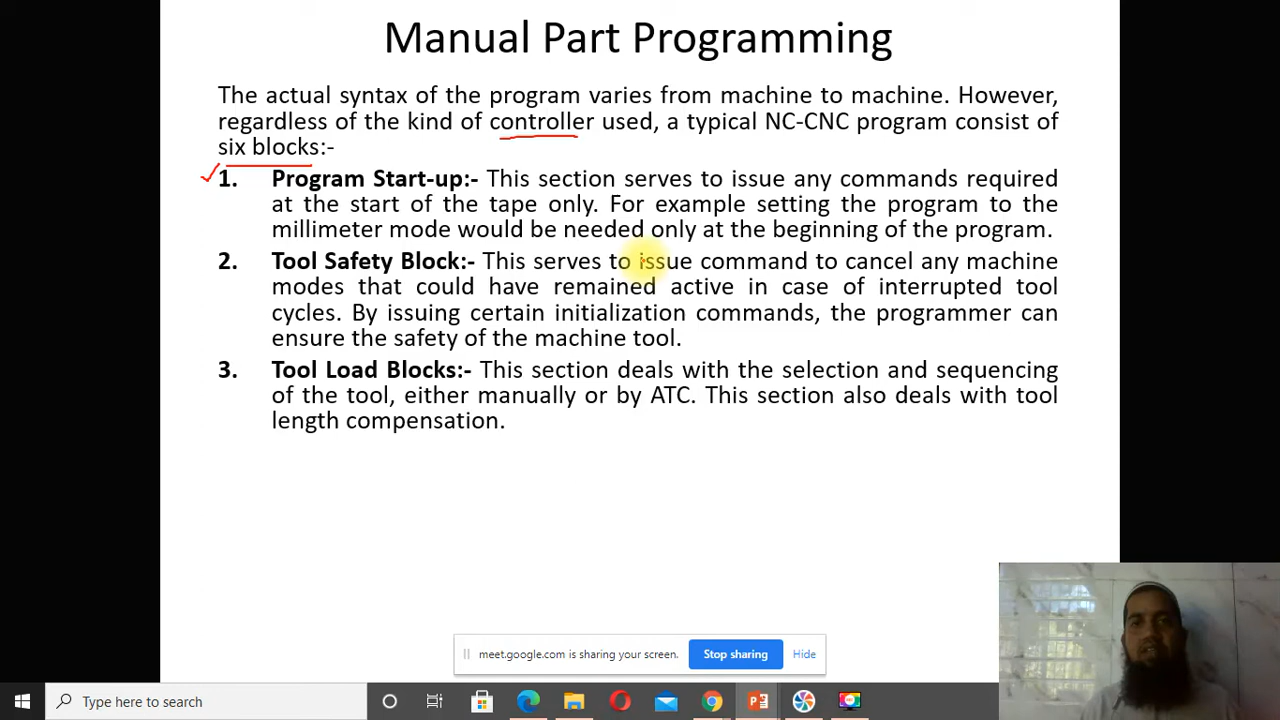 Manual Part Programming
The actual syntax of the program varies from machine to machine. However,
regardless of the kind of controller used, a typical NC-CNC program consist of
six blocks:-
1. Program Start-up:- This section serves to issue any commands required
at the start of the tape only. For example setting the program to the
millimeter mode would be needed only at the beginning of the program.
2. Tool Safety Block:- This serves to issue command to cancel any machine
modes that could have remained active in case of interrupted tool
cycles. By issuing certain initialization commands, the programmer can
ensure the safety of the machine tool.
3. Tool Load Blocks:- This section deals with the selection and sequencing
of the tool, either manually or by ATC. This section also deals with tool
length compensation.
meet.google.com is sharing your screen. Stop sharing Hide
Type here to search